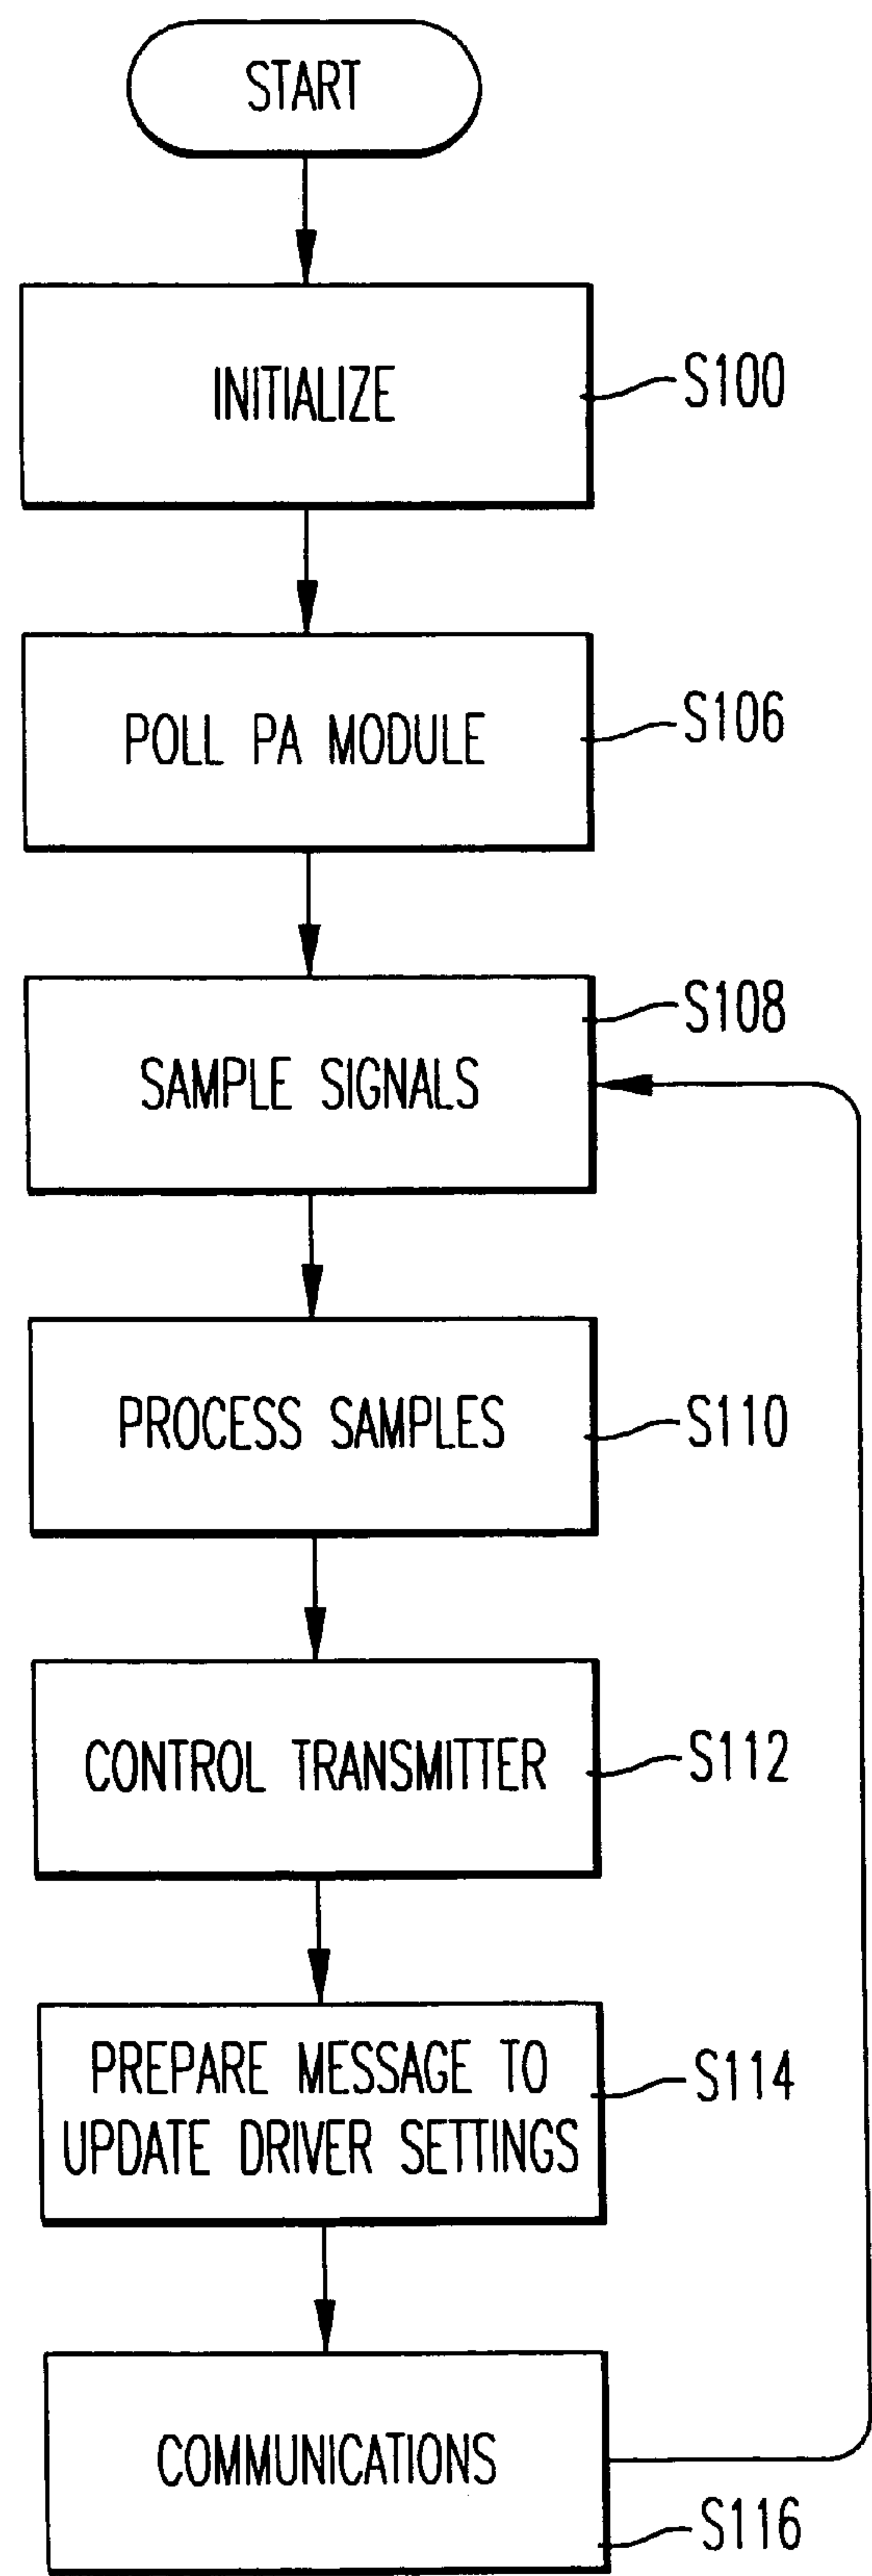 START
INITIALIZE
S100
POLL PA MODULE
S106
S108
SAMPLE SIGNALS
PROCESS SAMPLES
S110
CONTROL TRANSMITTER
S112
PREPARE MESSAGE TO
UPDATE DRIVER SETTINGS
S114
COMMUNICATIONS
S116